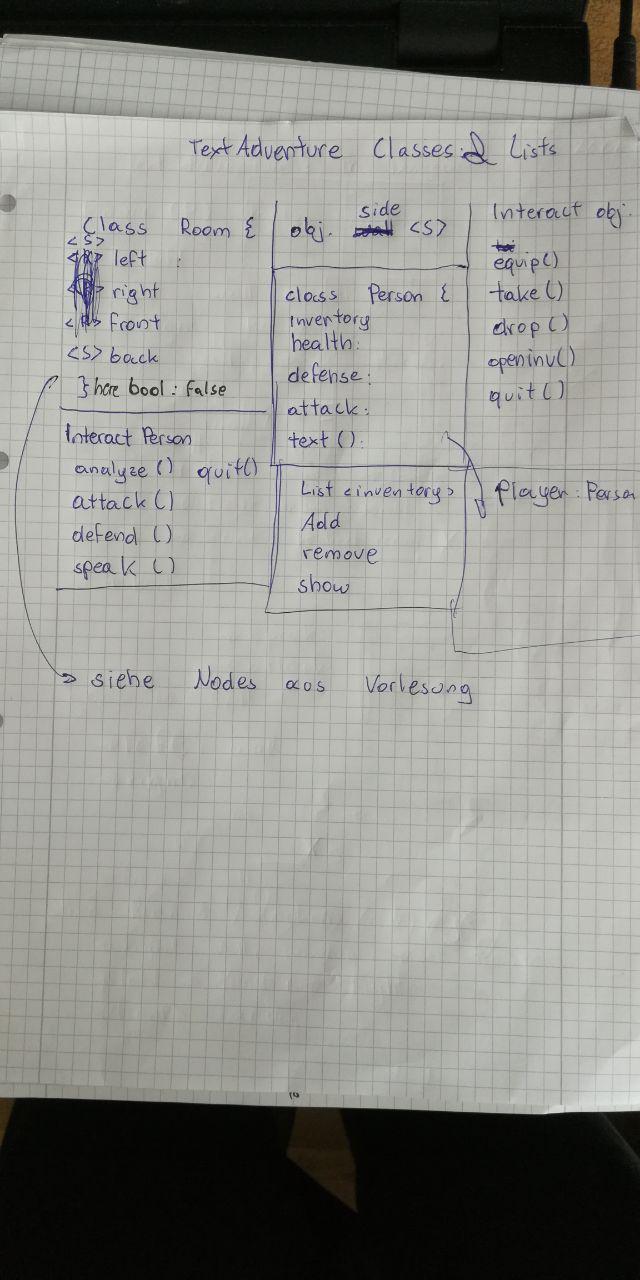 Text Adventure Classes & Lists
Class Room {
<S>
left :
right
front
<S> back
} here bool : false
Interact Person
analyze () quit()
attack ()
defend ()
speak ()
side
obj. <S>
class Person {
inventory
health:
defense:
attack:
text ():
List <inventory>
Add
remove
show
Interact obj.
equip()
take()
drop()
openinv()
quit()
Player : Person
siehe Nodes aus Vorlesung